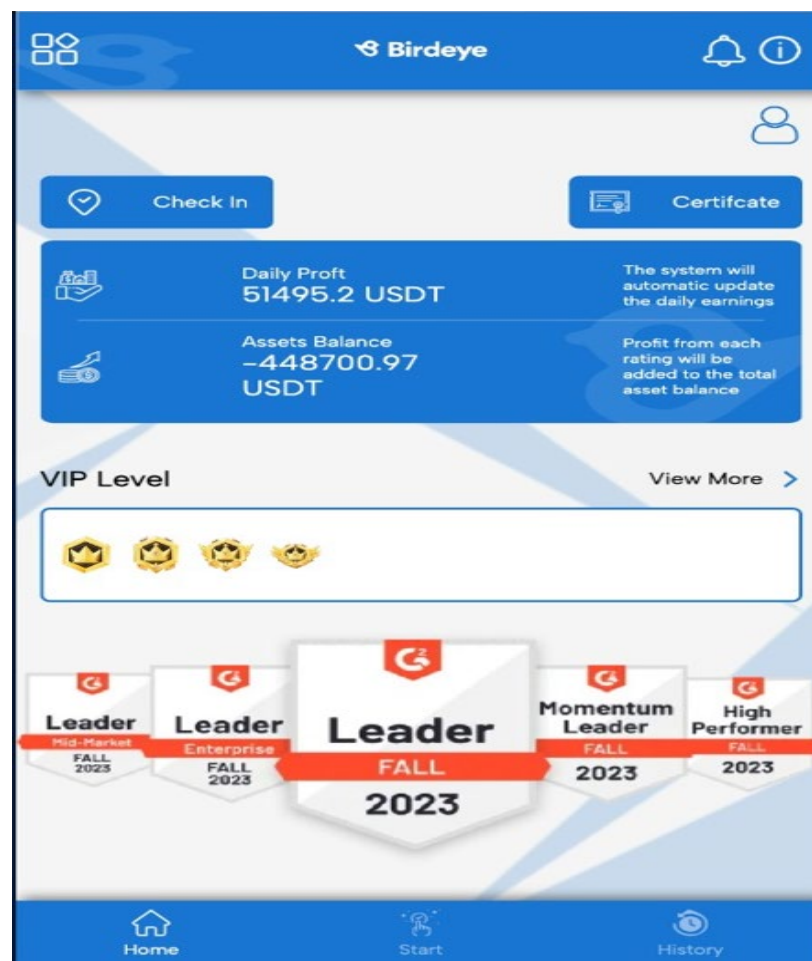 Birdeye
Check In
Certifcate
Daily Proft
51495.2 USDT
The system will
automatic update
the daily earnings
Assets Balance
-448700.97
USDT
Profit from each
rating will be
added to the total
asset balance
VIP Level
View More >
Leader
Mid-Market
FALL
2023
Leader
Enterprise
FALL
2023
Leader
FALL
2023
Momentum
Leader
FALL
2023
High
Performer
FALL
2023
Home
Start
History